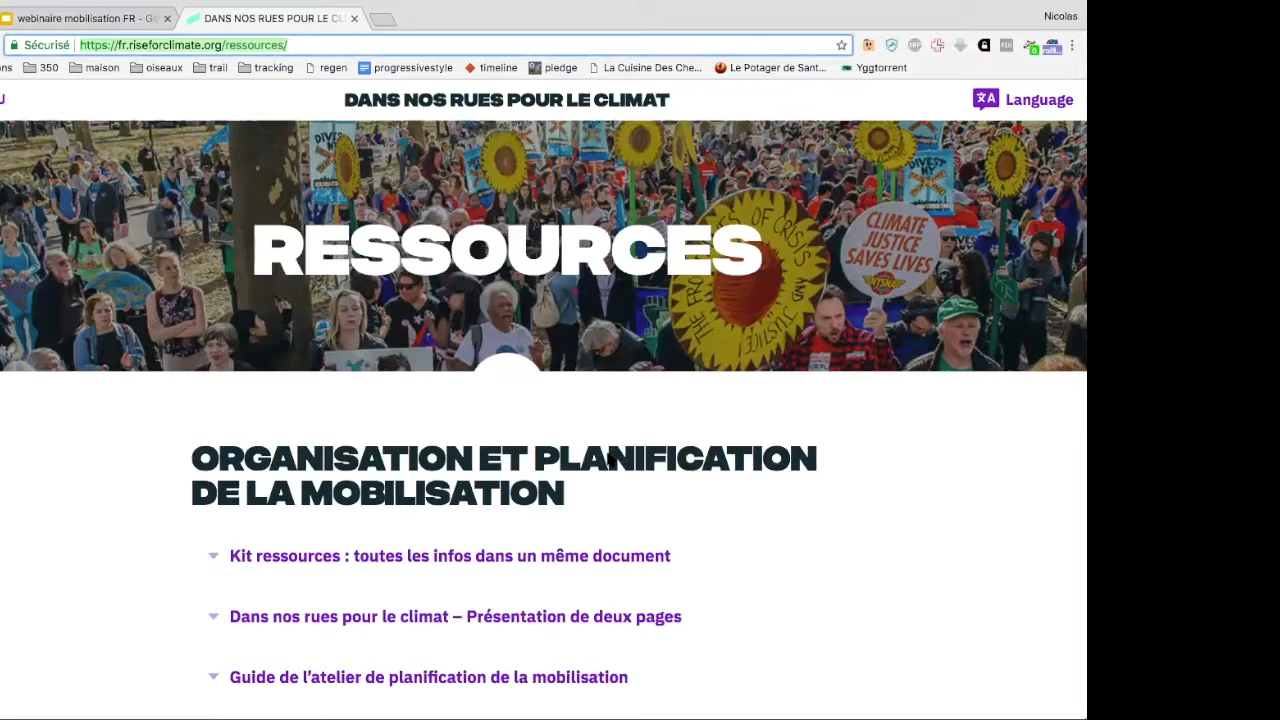 webinaire mobilisation FR - Go
DANS NOS RUES POUR LE CL
Nicolas
Sécurisé
https://fr.riseforclimate.org/ressources/
ns
350
maison
oiseaux
trail
tracking
regen
progressivestyle
timeline
pledge
La Cuisine Des Che...
Le Potager de Sant...
Yggtorrent
U
DANS NOS RUES POUR LE CLIMAT
Language
RESSOURCES
DIVEST
CLIMATE
JUSTICE
SAVES LIVES
ORGANISATION ET PLANIFICATION
DE LA MOBILISATION
Kit ressources : toutes les infos dans un même document
Dans nos rues pour le climat – Présentation de deux pages
Guide de l’atelier de planification de la mobilisation